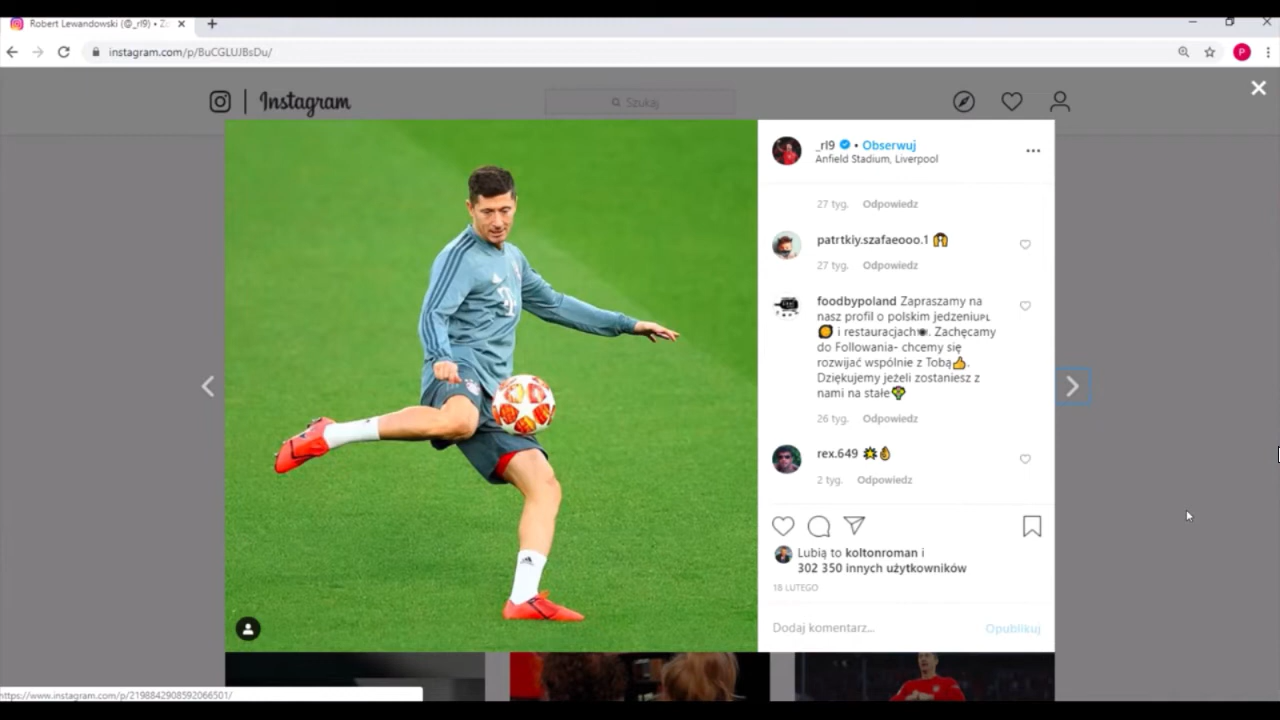 Robert Lewandowski (@_rl9) • Z
instagram.com/p/BuCGLUJBsDu/
P
Instagram
Szukaj
_rl9 • Obserwuj
Anfield Stadium, Liverpool
27 tyg. Odpowiedz
patrtkiy.szafaeooo.1
27 tyg. Odpowiedz
foodbypoland Zapraszamy na
nasz profil o polskim jedzeniu🇵🇱
🥘 i restauracjach🍽. Zachęcamy
do Followania- chcemy się
rozwijać wspólnie z Tobą👍.
Dziękujemy jeżeli zostaniesz z
nami na stałe💐
26 tyg. Odpowiedz
rex.649 💥👌
2 tyg. Odpowiedz
Lubią to koltonroman i
302 350 innych użytkowników
18 LUTEGO
Dodaj komentarz... Opublikuj
https://www.instagram.com/p/2198842908592066501/